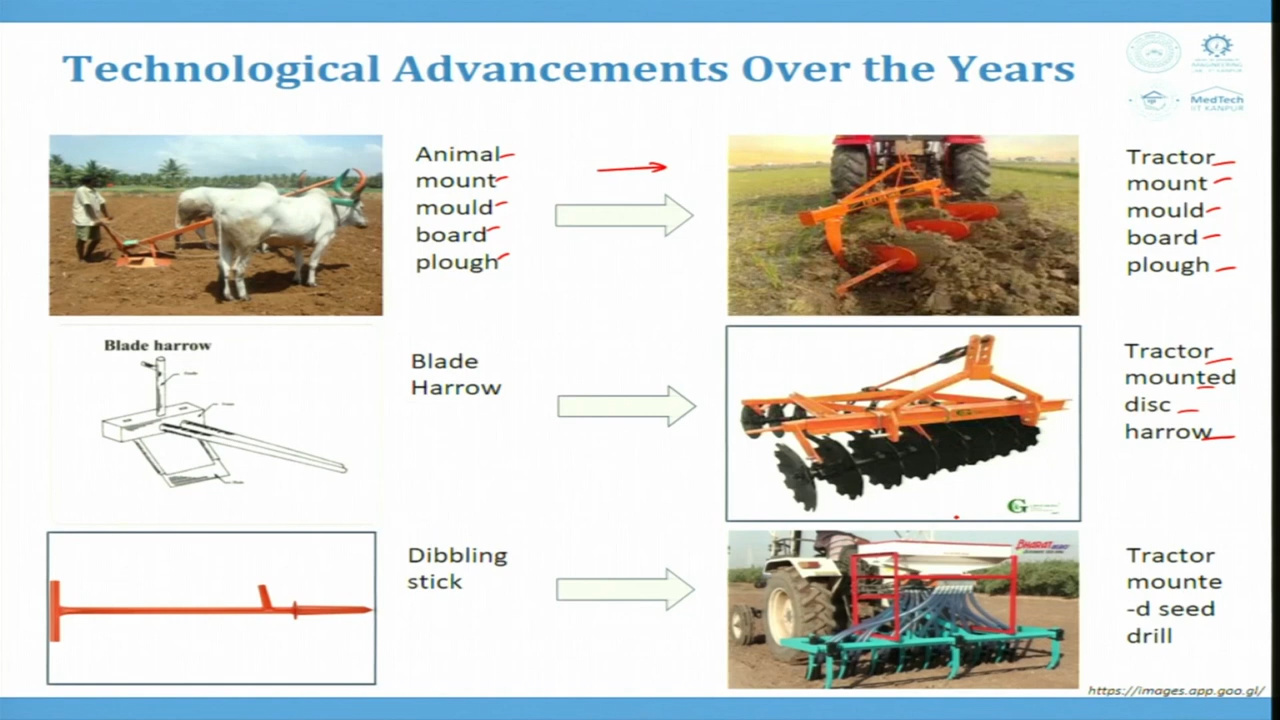 Technological Advancements Over the Years
MedTech
IIT KANPUR
Animal
mount
mould
board
plough
Tractor
mount
mould
board
plough
Blade harrow
Blade
Harrow
Tractor
mounted
disc
harrow
Dibbling
stick
Tractor
mounte
-d seed
drill
https://images.app.goo.gl/